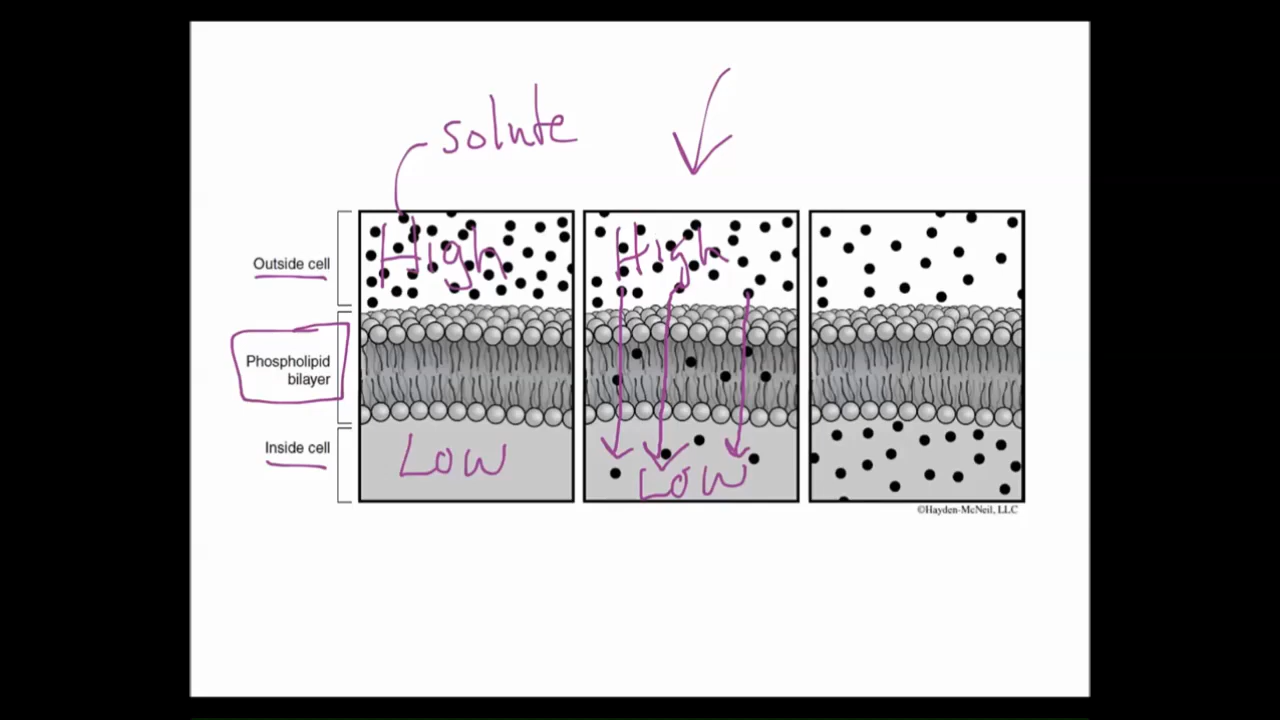 solute
High
High
Outside cell
Phospholipid
bilayer
Inside cell
Low
Low
©Hayden-McNeil, LLC